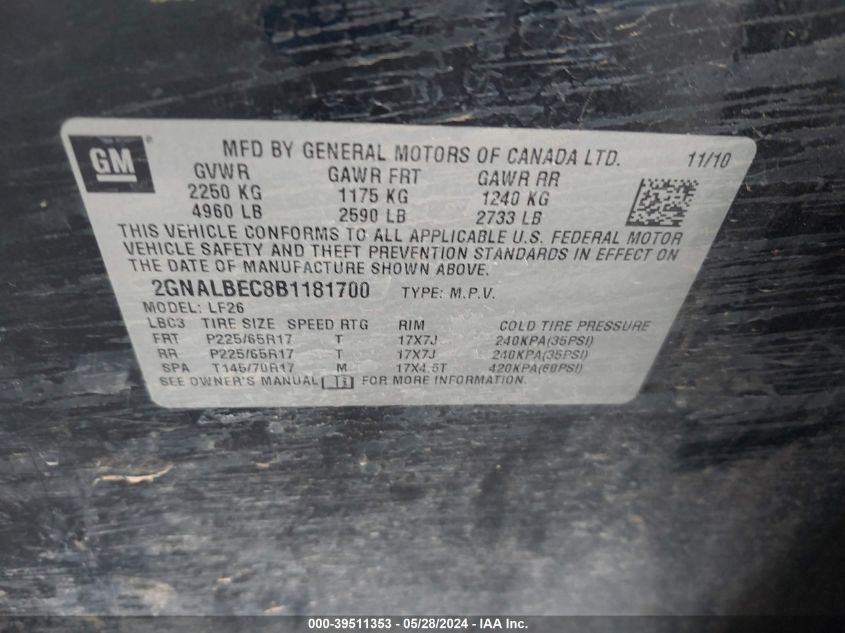 GM
MFD BY GENERAL MOTORS OF CANADA LTD. 11/10
GVWR GAWR FRT GAWR RR
2250 KG 1175 KG 1240 KG
4960 LB 2590 LB 2733 LB
THIS VEHICLE CONFORMS TO ALL APPLICABLE U.S. FEDERAL MOTOR
VEHICLE SAFETY AND THEFT PREVENTION STANDARDS IN EFFECT ON
THE DATE OF MANUFACTURE SHOWN ABOVE.
2GNALBEC8B1181700 TYPE: M.P.V.
MODEL: LF26
LBC3 TIRE SIZE SPEED RTG RIM COLD TIRE PRESSURE
FRT P225/65R17 T 17X7J 240KPA(35PSI)
RR P225/65R17 T 17X7J 240KPA(35PSI)
SPA T145/70R17 M 17X4.5T 420KPA(60PSI)
SEE OWNER'S MANUAL i FOR MORE INFORMATION.
000-39511353 - 05/28/2024 - IAA Inc.